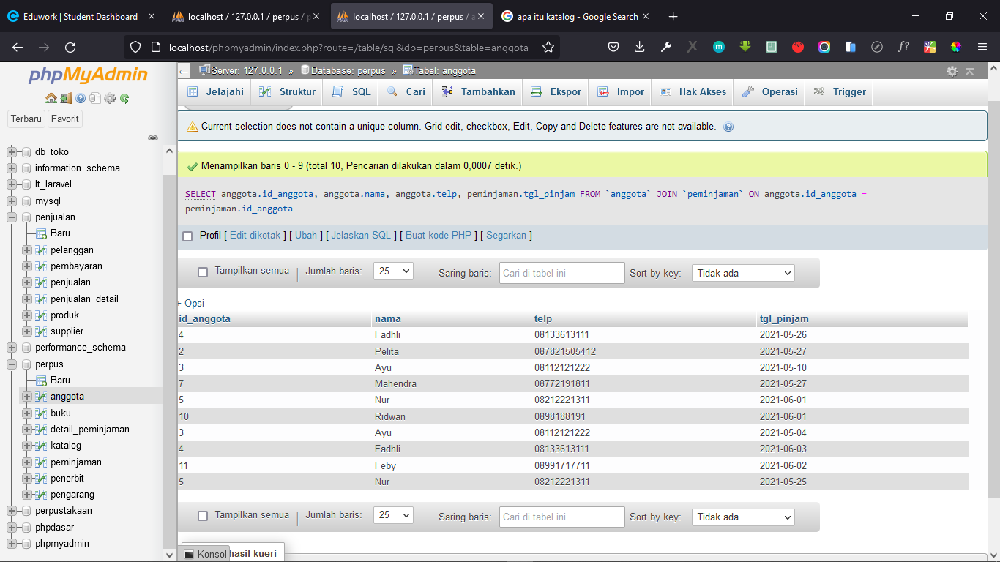 Eduwork | Student Dashboard
localhost / 127.0.0.1 / perpus / p
localhost / 127.0.0.1 / perpus / a
apa itu katalog - Google Search
localhost/phpmyadmin/index.php?route=/table/sql&db=perpus&table=anggota
phpMyAdmin
Terbaru Favorit
db_toko
information_schema
lt_laravel
mysql
penjualan
Baru
pelanggan
pembayaran
penjualan
penjualan_detail
produk
supplier
performance_schema
perpus
Baru
anggota
buku
detail_peminjaman
katalog
peminjaman
penerbit
pengarang
perpustakaan
phpdasar
phpmyadmin
Server: 127.0.0.1 » Database: perpus » Tabel: anggota
Jelajahi Struktur SQL Cari Tambahkan Ekspor Impor Hak Akses Operasi Trigger
Current selection does not contain a unique column. Grid edit, checkbox, Edit, Copy and Delete features are not available.
Menampilkan baris 0 - 9 (total 10, Pencarian dilakukan dalam 0,0007 detik.)
SELECT anggota.id_anggota, anggota.nama, anggota.telp, peminjaman.tgl_pinjam FROM `anggota` JOIN `peminjaman` ON anggota.id_anggota =
peminjaman.id_anggota
Profil [ Edit dikotak ] [ Ubah ] [ Jelaskan SQL ] [ Buat kode PHP ] [ Segarkan ]
Tampilkan semua | Jumlah baris: 25 Saring baris: Cari di tabel ini Sort by key: Tidak ada
+ Opsi
id_anggota nama telp tgl_pinjam
4 Fadhli 08133613111 2021-05-26
2 Pelita 087821505412 2021-05-27
3 Ayu 08112121222 2021-05-10
7 Mahendra 08772191811 2021-05-27
5 Nur 08212221311 2021-06-01
10 Ridwan 0898188191 2021-06-01
3 Ayu 08112121222 2021-05-04
4 Fadhli 08133613111 2021-06-03
11 Feby 08991717711 2021-06-02
5 Nur 08212221311 2021-05-25
Tampilkan semua | Jumlah baris: 25 Saring baris: Cari di tabel ini Sort by key: Tidak ada
Konsol hasil kueri